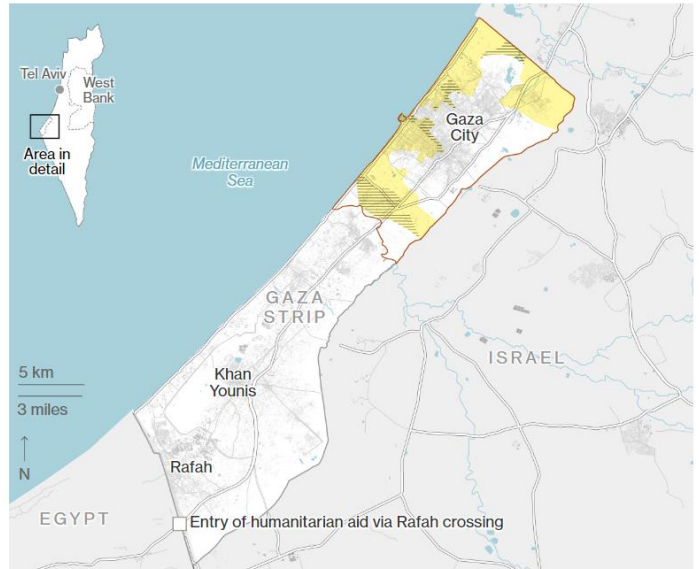 Tel Aviv
West
Bank
Area in
detail
Mediterranean
Sea
Gaza
City
GAZA
STRIP
ISRAEL
5 km
3 miles
Khan
Younis
N
Rafah
EGYPT
Entry of humanitarian aid via Rafah crossing